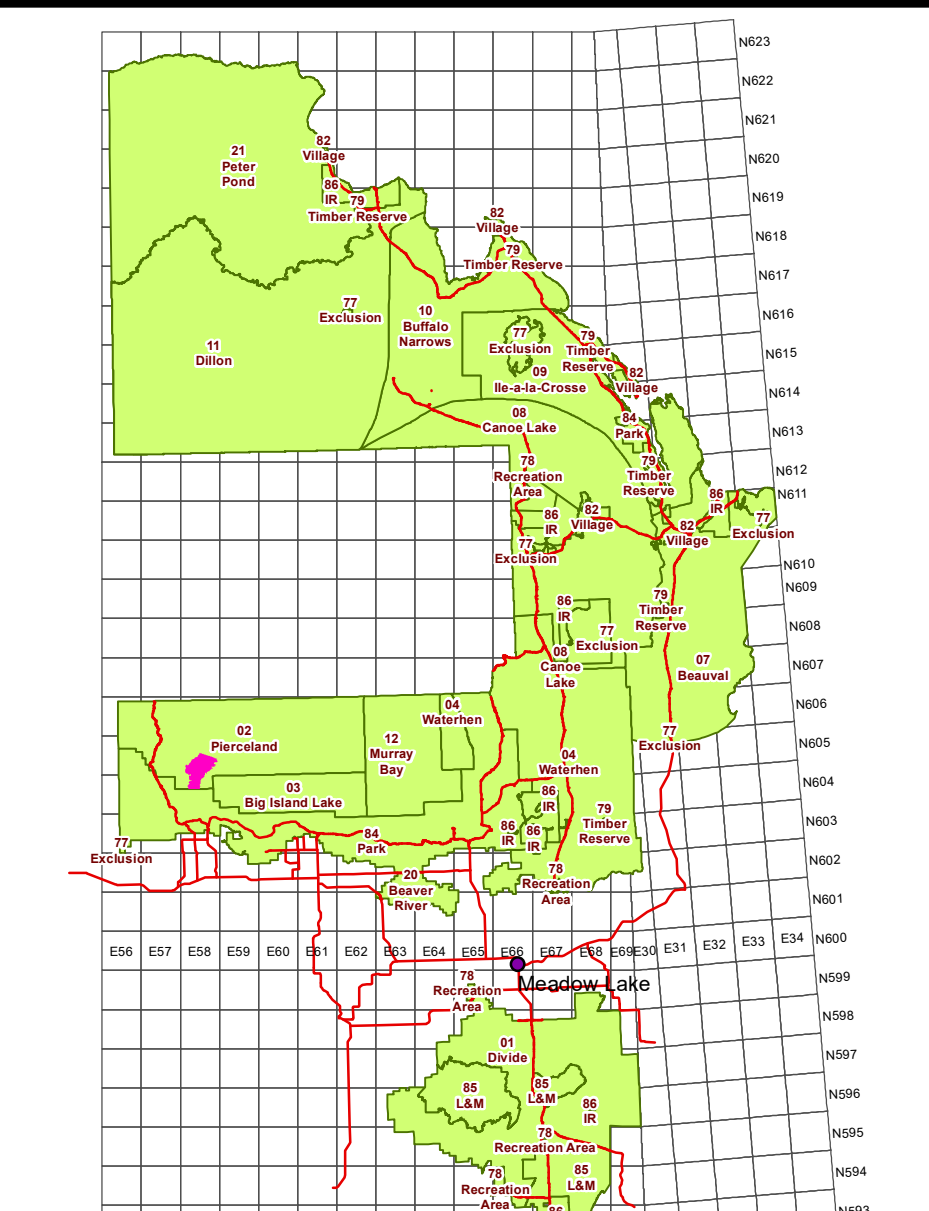 N623
N622
N621
82
Village
21
Peter
Pond
N620
86
IR
79
Timber Reserve
N619
82
Village
N618
79
Timber Reserve
N617
77
Exclusion
10
Buffalo
Narrows
N616
77
Exclusion
79
Timber
Reserve
11
Dillon
N615
09
Ile-a-la-Crosse
82
Village
N614
08
Canoe Lake
84
Park
N613
78
Recreation
Area
79
Timber
Reserve
N612
86
IR
N611
86
IR
82
Village
77
Exclusion
82
Village
77
Exclusion
N610
N609
86
IR
79
Timber
Reserve
N608
77
Exclusion
08
Canoe
Lake
07
Beauval
N607
N606
04
Waterhen
02
Pierceland
12
Murray
Bay
77
Exclusion
N605
04
Waterhen
N604
03
Big Island Lake
86
IR
79
Timber
Reserve
N603
86
IR
86
IR
84
Park
77
Exclusion
N602
20
Beaver
River
78
Recreation
Area
N601
E56 E57 E58 E59 E60 E61 E62 E63 E64 E65 E66 E67 E68 E69 E30 E31 E32 E33 E34 N600
78
Recreation
Area
Meadow Lake
N599
N598
01
Divide
N597
85
L&M
85
L&M
86
IR
N596
78
Recreation Area
N595
78
Recreation
Area
85
L&M
N594
86
N593